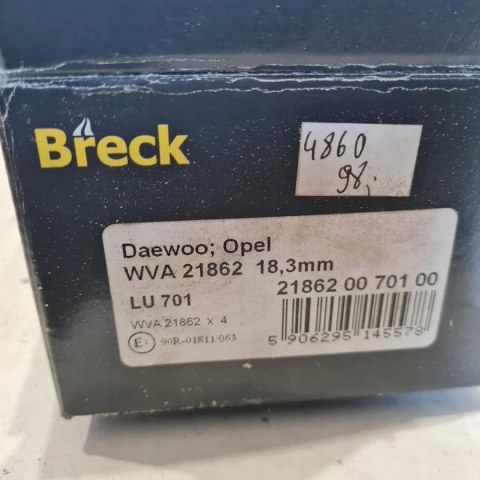 Breck
4860
98,-
Daewoo; Opel
WVA 21862 18,3mm
21862 00 701 00
LU 701
WVA 21862 x 4
E4 90R-01811/063
5 906295 145578